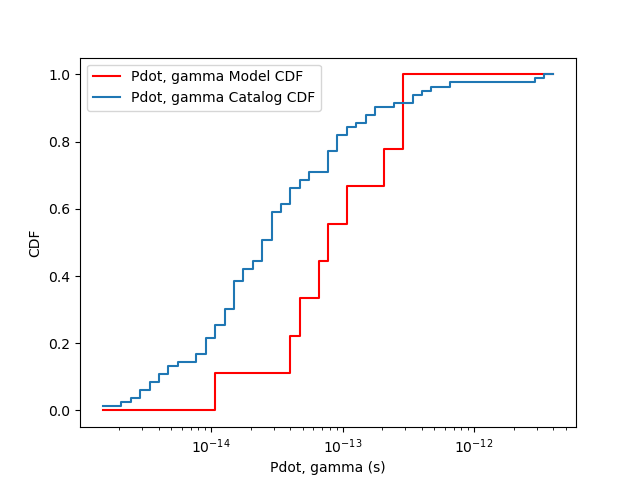 Pdot, gamma Model CDF
Pdot, gamma Catalog CDF
1.0
0.8
0.6
0.4
0.2
0.0
CDF
10⁻¹⁴ 10⁻¹³ 10⁻¹²
Pdot, gamma (s)